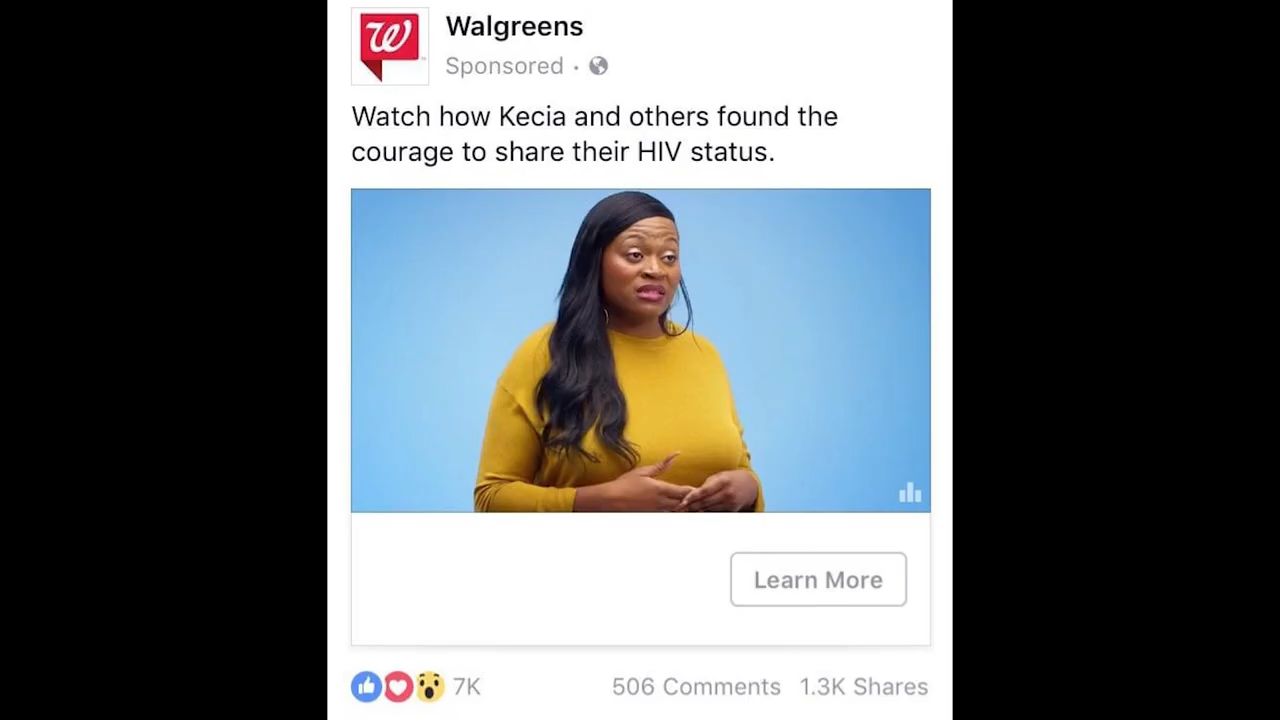 Walgreens
Sponsored ·
Watch how Kecia and others found the
courage to share their HIV status.
Learn More
7K 506 Comments 1.3K Shares